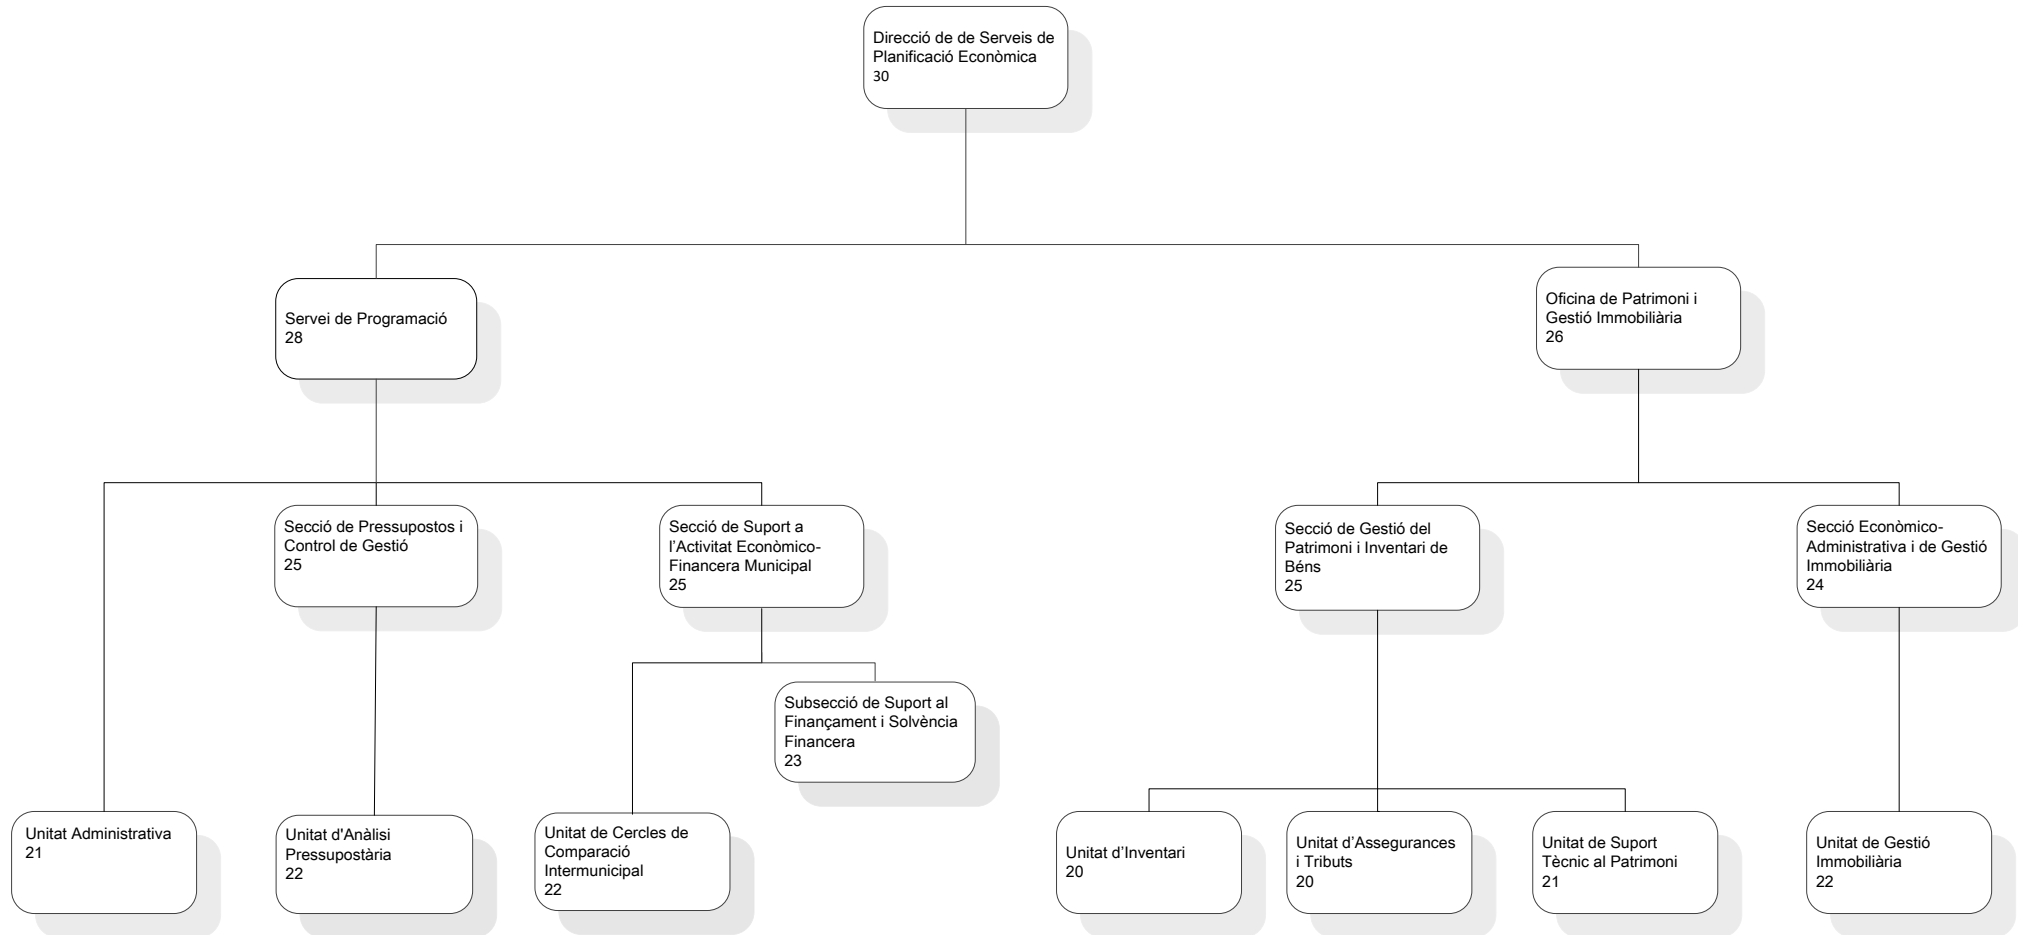 Direcció de de Serveis de
Planificació Econòmica
30
Servei de Programació
28
Oficina de Patrimoni i
Gestió Immobiliària
26
Secció de Pressupostos i
Control de Gestió
25
Secció de Suport a
l’Activitat Econòmico-
Financera Municipal
25
Secció de Gestió del
Patrimoni i Inventari de
Béns
25
Secció Econòmico-
Administrativa i de Gestió
Immobiliària
24
Subsecció de Suport al
Finançament i Solvència
Financera
23
Unitat Administrativa
21
Unitat d'Anàlisi
Pressupostària
22
Unitat de Cercles de
Comparació
Intermunicipal
22
Unitat d’Inventari
20
Unitat d’Assegurances
i Tributs
20
Unitat de Suport
Tècnic al Patrimoni
21
Unitat de Gestió
Immobiliària
22